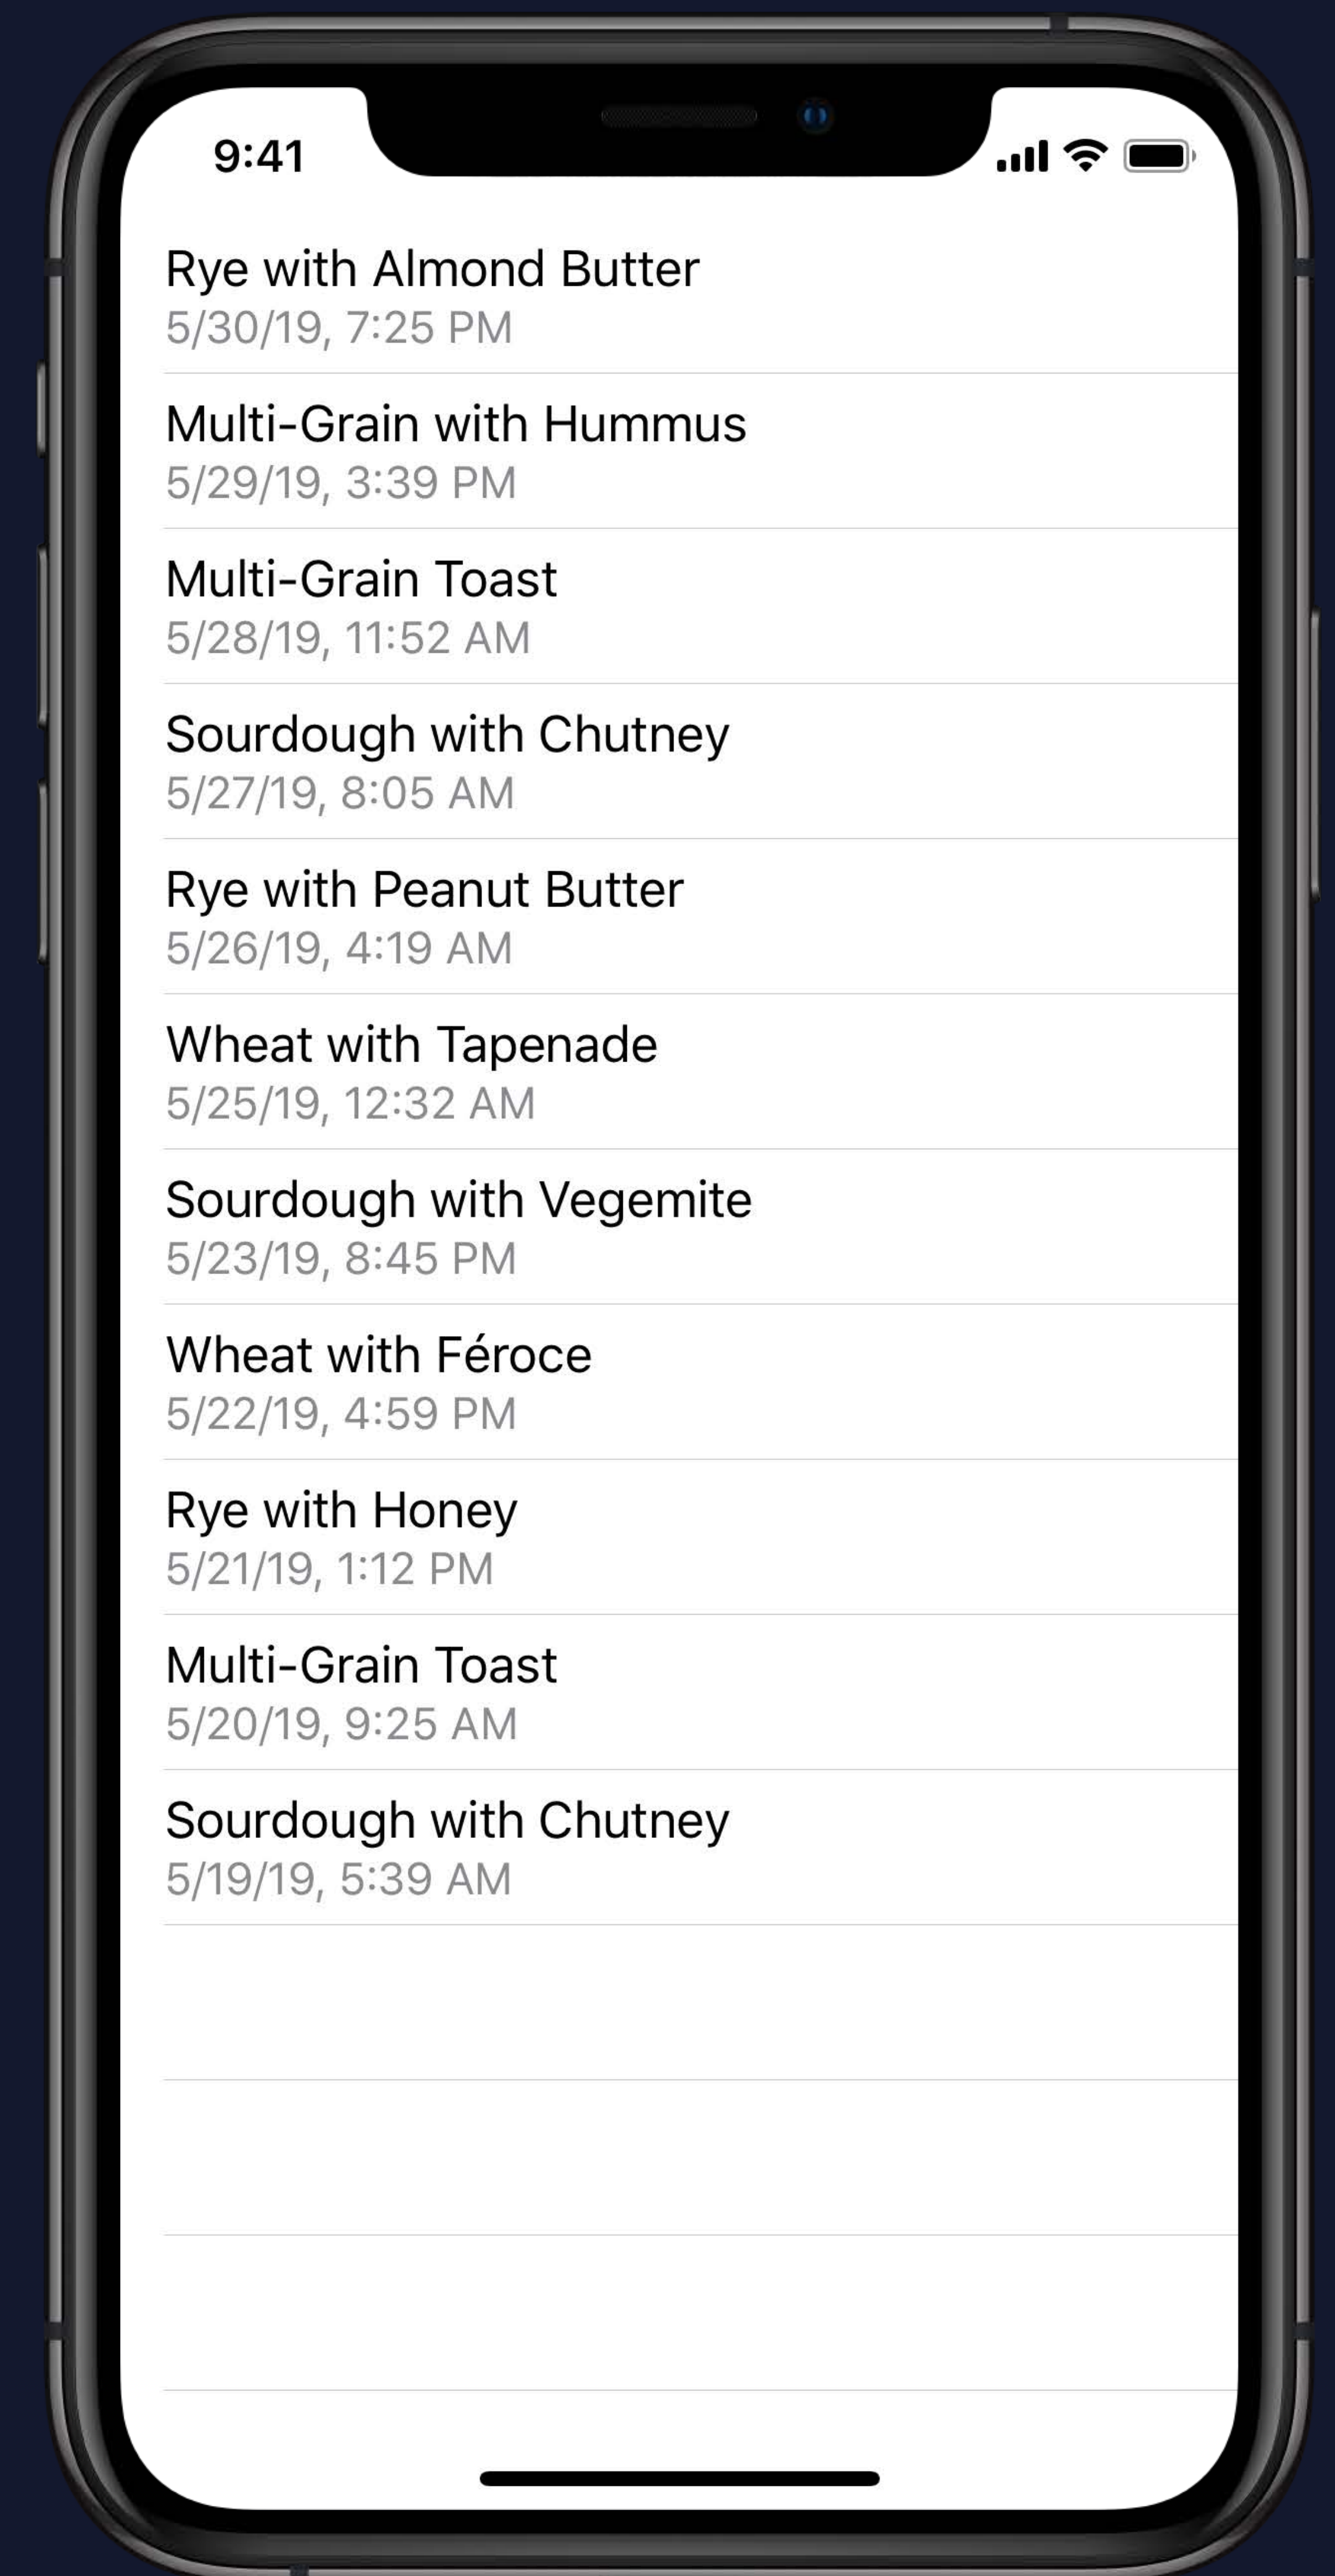 9:41
Rye with Almond Butter
5/30/19, 7:25 PM
Multi-Grain with Hummus
5/29/19, 3:39 PM
Multi-Grain Toast
5/28/19, 11:52 AM
Sourdough with Chutney
5/27/19, 8:05 AM
Rye with Peanut Butter
5/26/19, 4:19 AM
Wheat with Tapenade
5/25/19, 12:32 AM
Sourdough with Vegemite
5/23/19, 8:45 PM
Wheat with Féroce
5/22/19, 4:59 PM
Rye with Honey
5/21/19, 1:12 PM
Multi-Grain Toast
5/20/19, 9:25 AM
Sourdough with Chutney
5/19/19, 5:39 AM